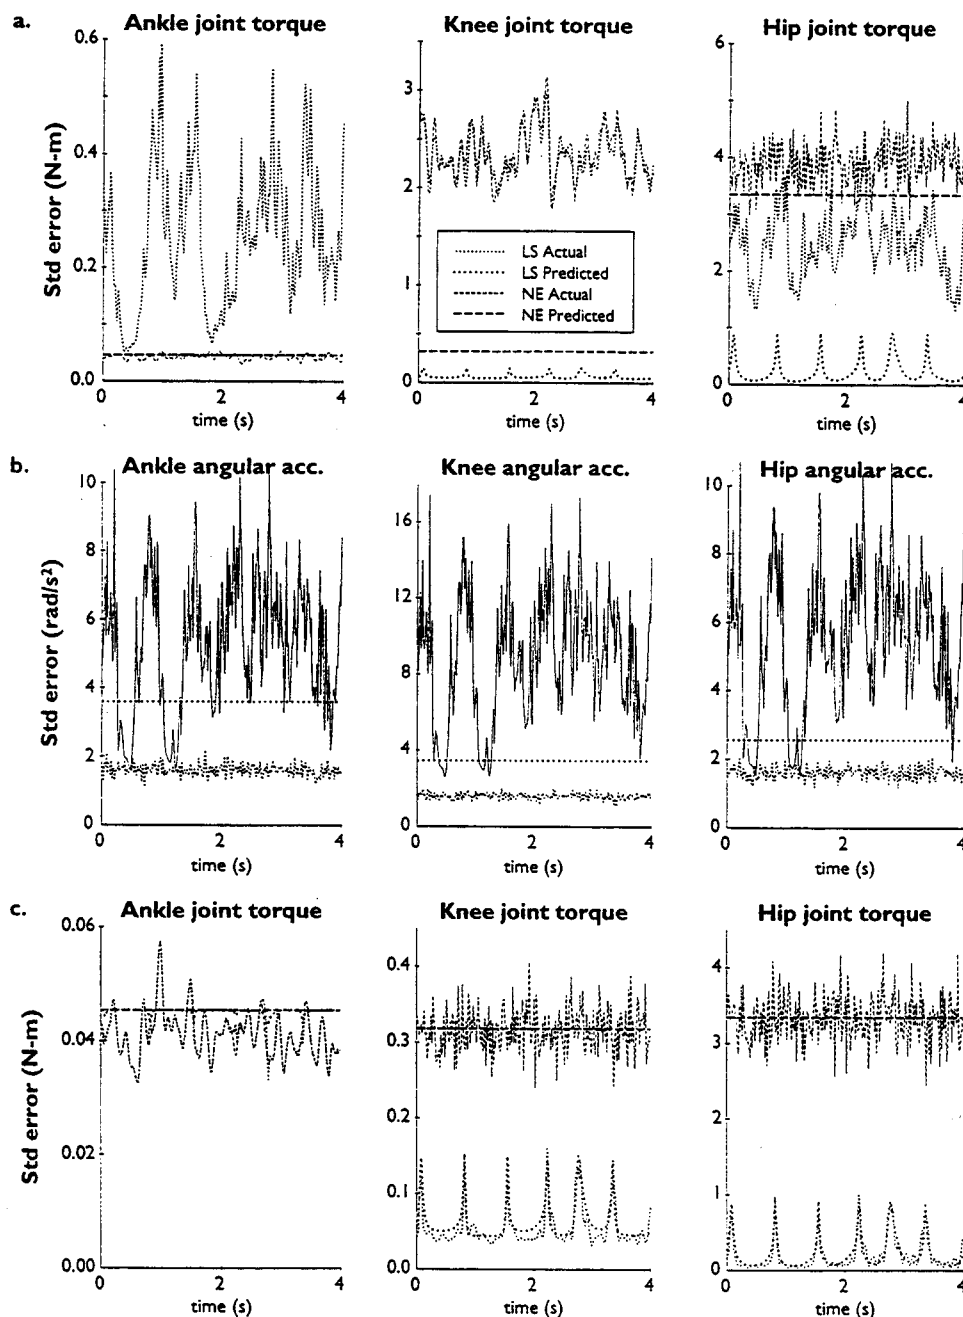 a.
Ankle joint torque
Knee joint torque
Hip joint torque
Std error (N-m)
0.6
0.4
0.2
0.0
0
2
4
time (s)
3
2
1
0
0
2
4
time (s)
LS Actual
LS Predicted
NE Actual
NE Predicted
6
4
2
0
0
2
4
time (s)
b.
Ankle angular acc.
Knee angular acc.
Hip angular acc.
Std error (rad/s²)
10
8
6
4
2
0
0
2
4
time (s)
16
12
8
4
0
0
2
4
time (s)
10
8
6
4
2
0
0
2
4
time (s)
c.
Ankle joint torque
Knee joint torque
Hip joint torque
Std error (N-m)
0.06
0.04
0.02
0.00
0
2
4
time (s)
0.4
0.3
0.2
0.1
0.0
0
2
4
time (s)
4
3
2
1
0
0
2
4
time (s)